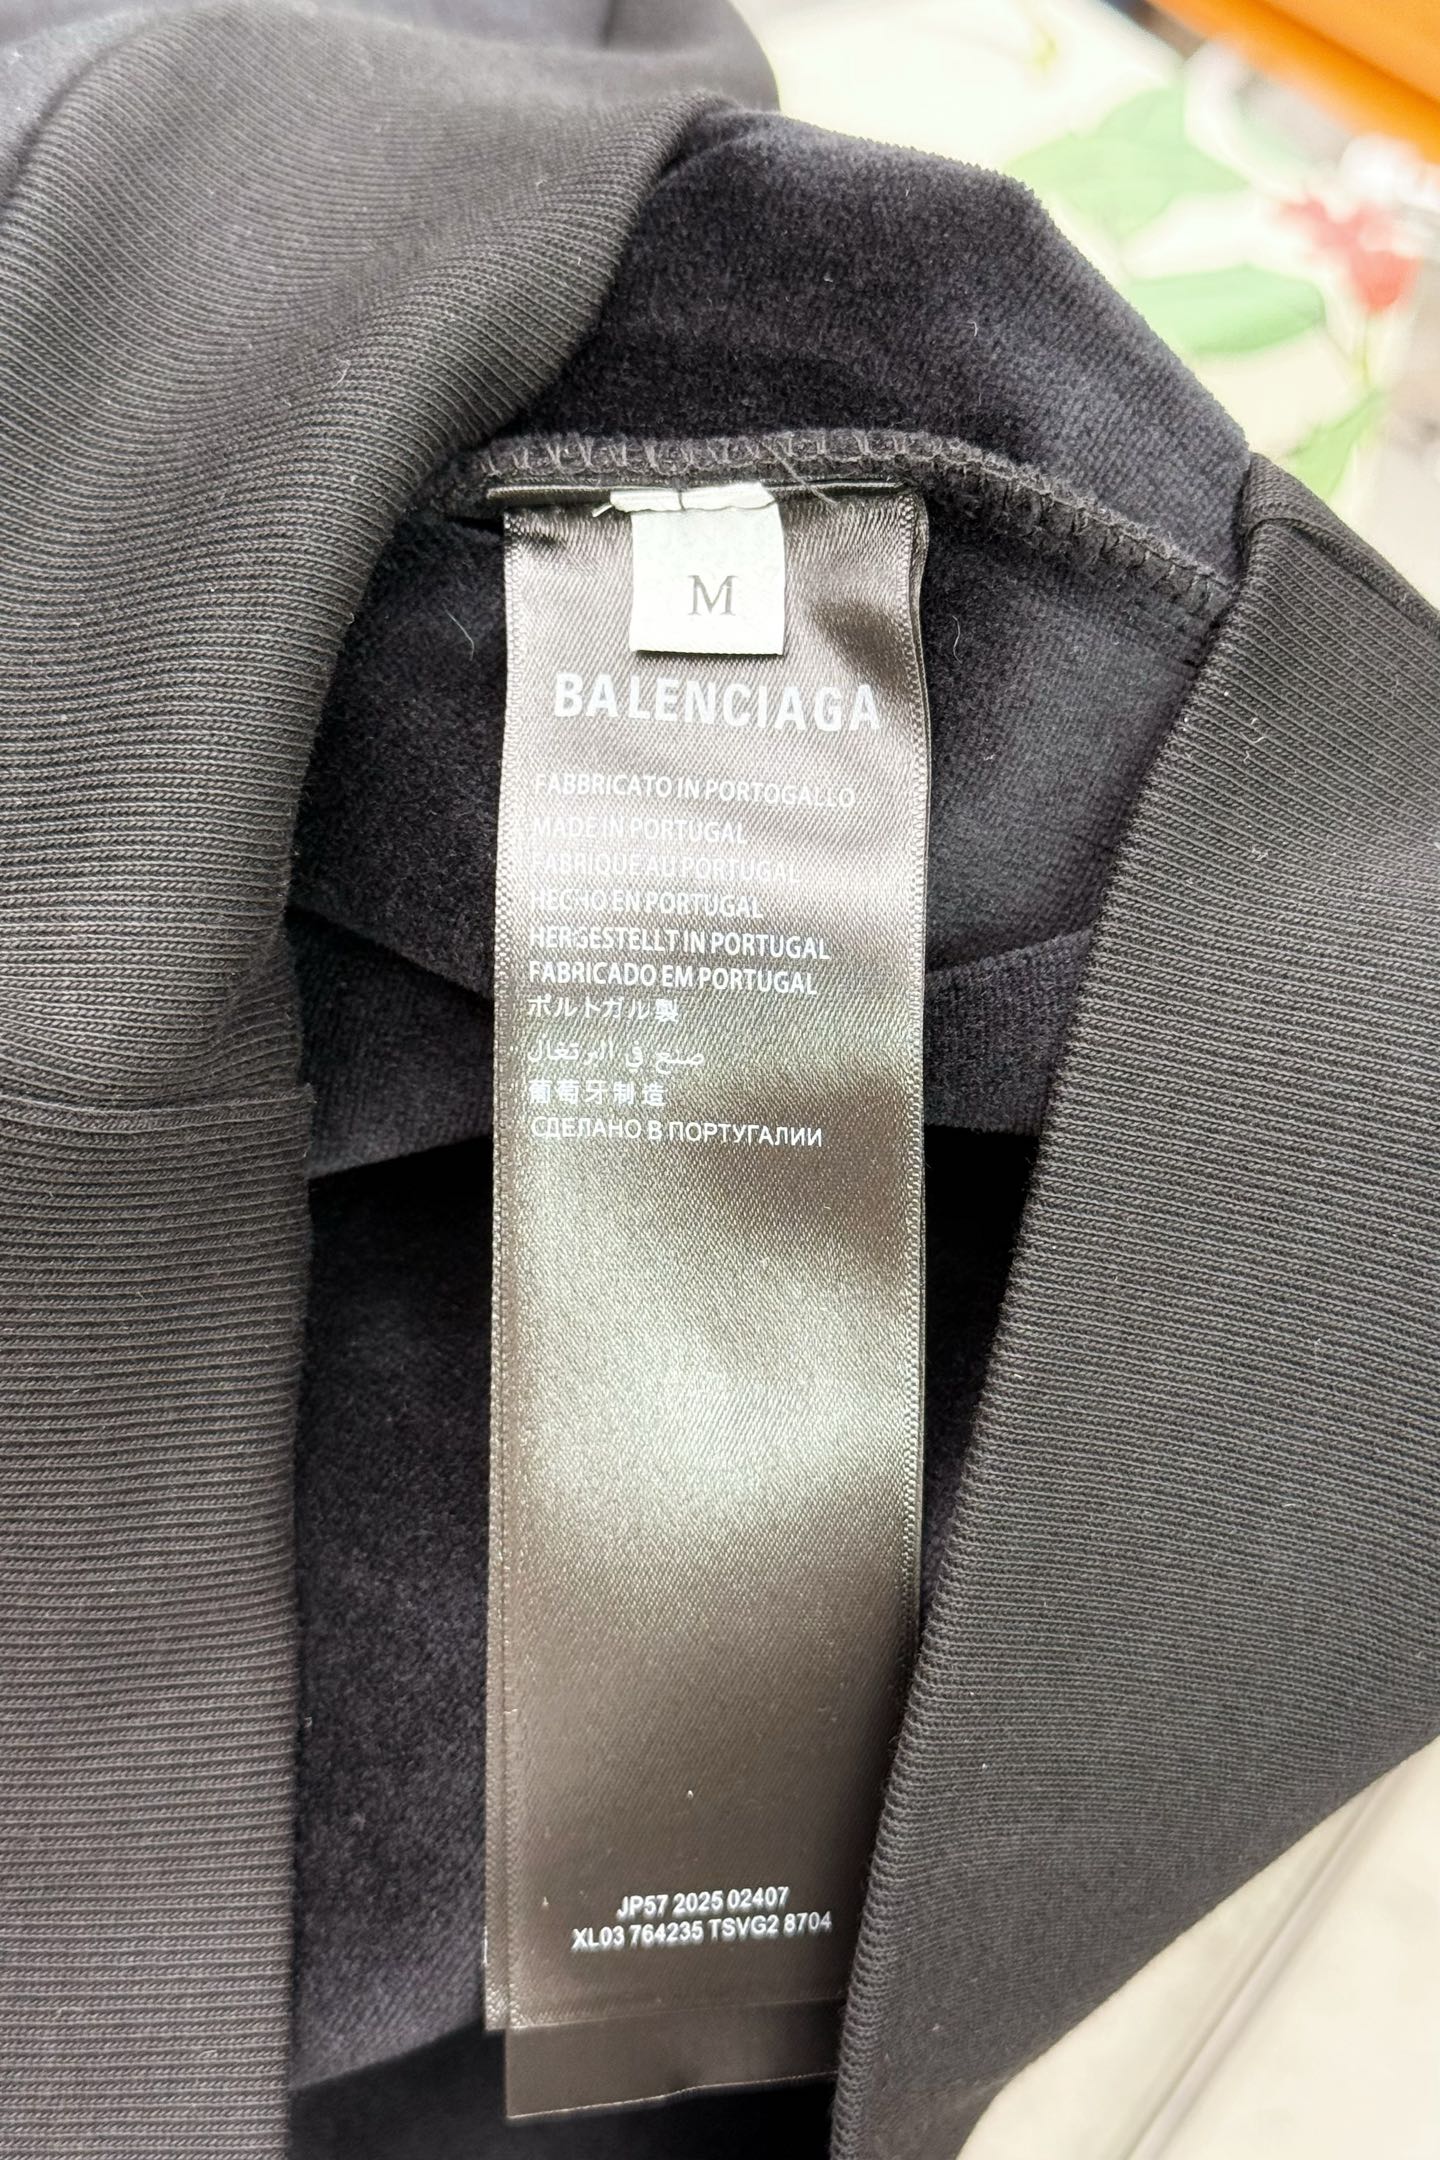 M
BALENCIAGA
FABBRICATO IN PORTOGALLO
MADE IN PORTUGAL
FABRIQUE AU PORTUGAL
HECHO EN PORTUGAL
HERGESTELLT IN PORTUGAL
FABRICADO EM PORTUGAL
ポルトガル製
صنع في البرتغال
葡萄牙制造
СДЕЛАНО В ПОРТУГАЛИИ
JP57 2025 02407
XL03 764235 TSVG2 8704